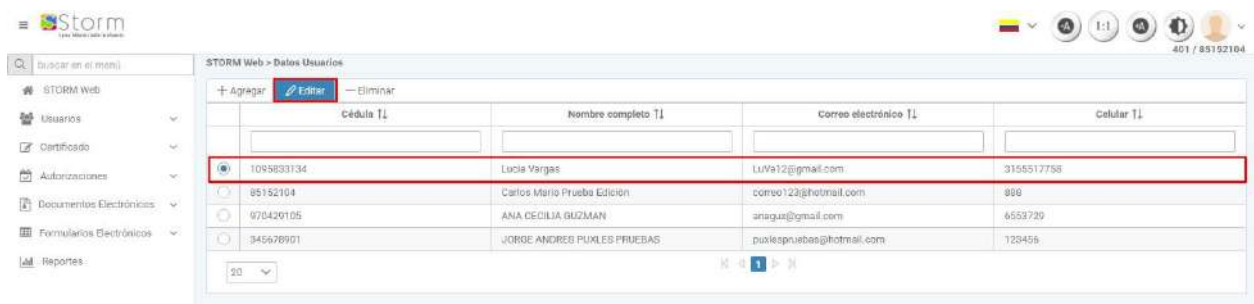 Storm
-A 1:1 +A
401 / 85152104
buscar en el menú
STORM Web > Datos Usuarios
STORM Web
Agregar Editar Eliminar
Usuarios
Cédula Nombre completo Correo electrónico Celular
Certificado
Autorizaciones
1095833134 Lucia Vargas LuVa12@gmail.com 3155517758
85152104 Carlos Mario Prueba Edición correo123@hotmail.com 888
Documentos Electrónicos
970420105 ANA CECILIA GUZMAN anaguz@gmail.com 6553729
Formularios Electrónicos
345678901 JORGE ANDRES PUXLES PRUEBAS puxlespruebas@hotmail.com 123456
Reportes
20 1